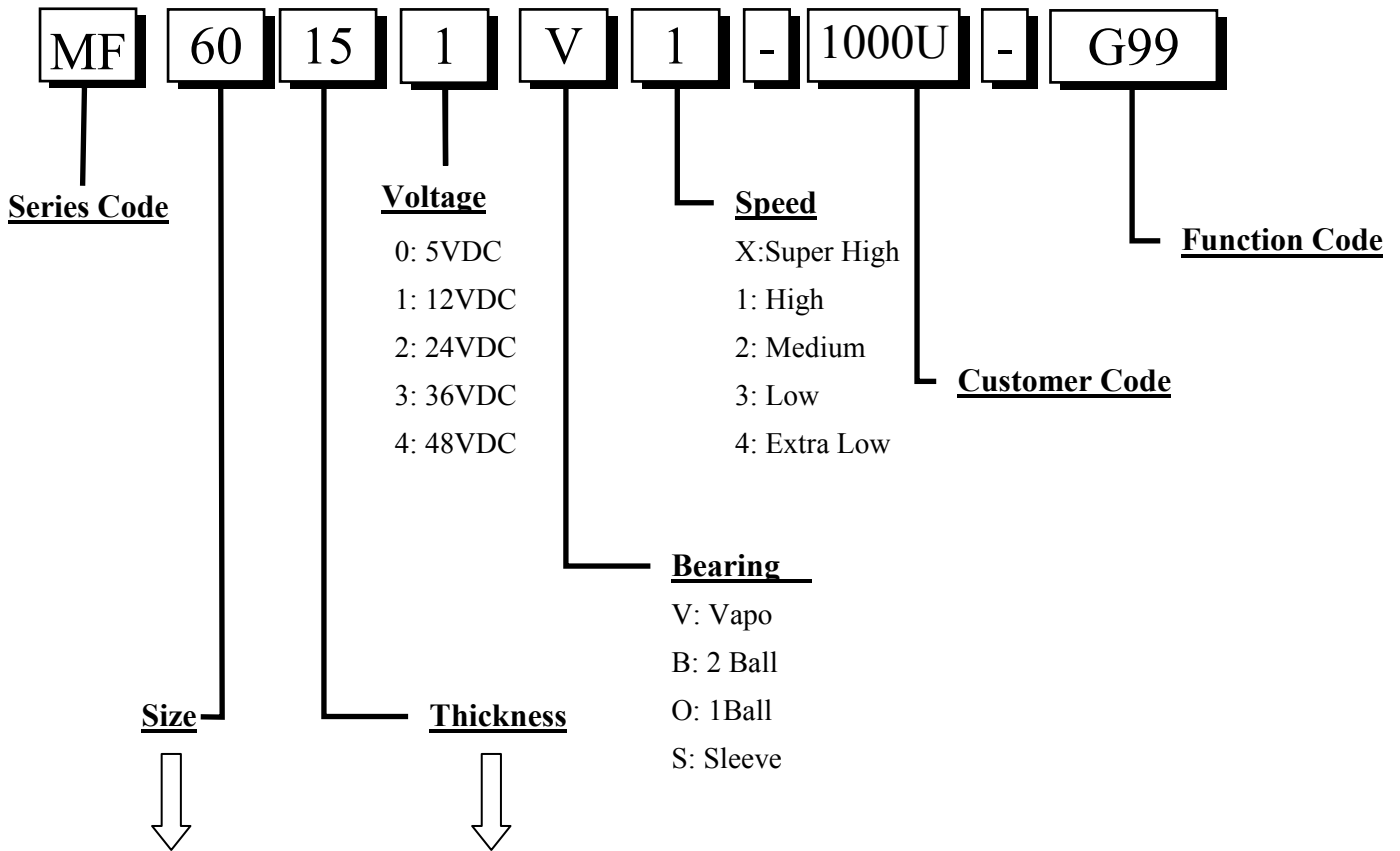 MF 60 15 1 V 1 - 1000U - G99
Series Code
Voltage
0: 5VDC
1: 12VDC
2: 24VDC
3: 36VDC
4: 48VDC
Speed
X:Super High
1: High
2: Medium
3: Low
4: Extra Low
Function Code
Customer Code
Bearing
V: Vapo
B: 2 Ball
O: 1Ball
S: Sleeve
Size
Thickness